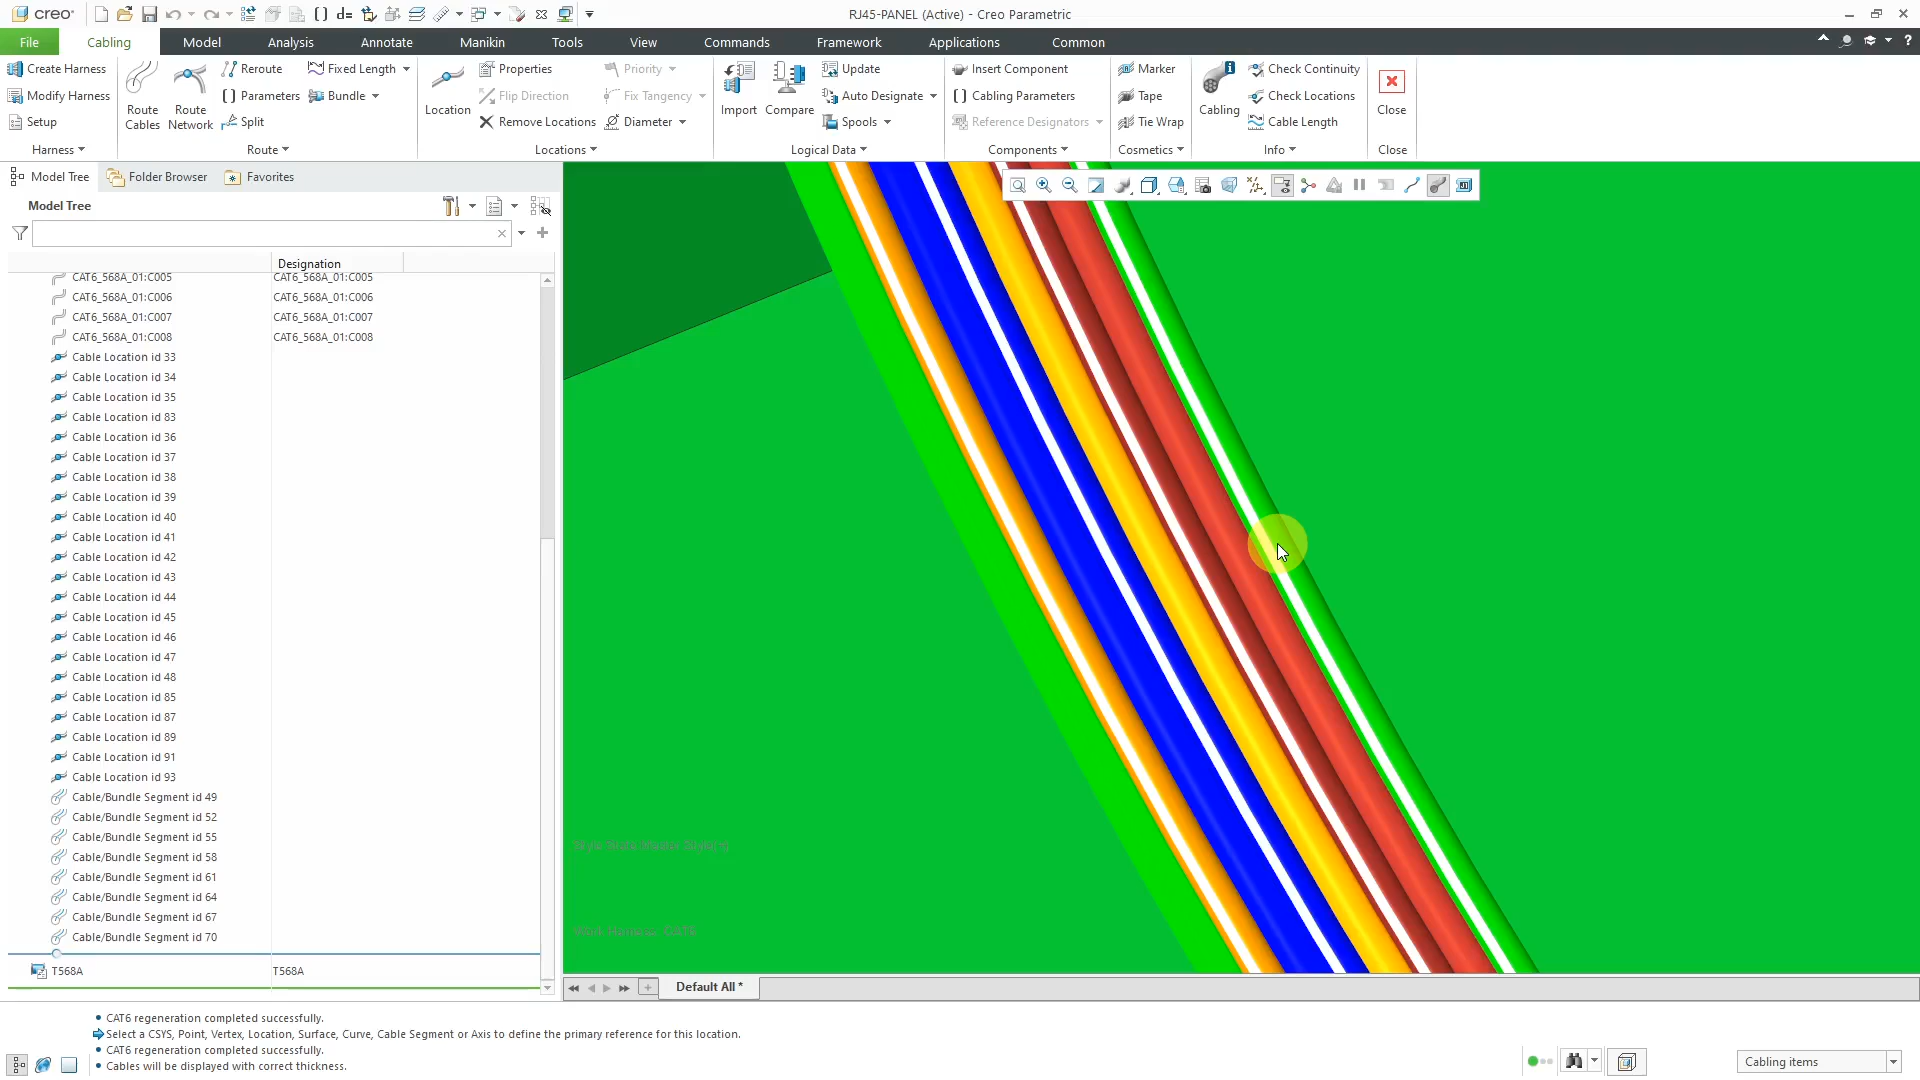 creo
RJ45-PANEL (Active) - Creo Parametric
File
Cabling
Model
Analysis
Annotate
Manikin
Tools
View
Commands
Framework
Applications
Common
Create Harness
Modify Harness
Setup
Harness
Route Cables
Route Network
Reroute
Parameters
Split
Fixed Length
Bundle
Route
Location
Properties
Flip Direction
Remove Locations
Priority
Fix Tangency
Diameter
Locations
Import
Compare
Update
Auto Designate
Spools
Logical Data
Insert Component
Cabling Parameters
Reference Designators
Components
Marker
Tape
Tie Wrap
Cosmetics
Cabling
Check Continuity
Check Locations
Cable Length
Info
Close
Close
Model Tree
Folder Browser
Favorites
Model Tree
Designation
CAT6_568A_01:C005 CAT6_568A_01:C005
CAT6_568A_01:C006 CAT6_568A_01:C006
CAT6_568A_01:C007 CAT6_568A_01:C007
CAT6_568A_01:C008 CAT6_568A_01:C008
Cable Location id 33
Cable Location id 34
Cable Location id 35
Cable Location id 83
Cable Location id 36
Cable Location id 37
Cable Location id 38
Cable Location id 39
Cable Location id 40
Cable Location id 41
Cable Location id 42
Cable Location id 43
Cable Location id 44
Cable Location id 45
Cable Location id 46
Cable Location id 47
Cable Location id 48
Cable Location id 85
Cable Location id 87
Cable Location id 89
Cable Location id 91
Cable Location id 93
Cable/Bundle Segment id 49
Cable/Bundle Segment id 52
Cable/Bundle Segment id 55
Cable/Bundle Segment id 58
Cable/Bundle Segment id 61
Cable/Bundle Segment id 64
Cable/Bundle Segment id 67
Cable/Bundle Segment id 70
T568A T568A
Default All *
CAT6 regeneration completed successfully.
Select a CSYS, Point, Vertex, Location, Surface, Curve, Cable Segment or Axis to define the primary reference for this location.
CAT6 regeneration completed successfully.
Cables will be displayed with correct thickness.
Cabling items